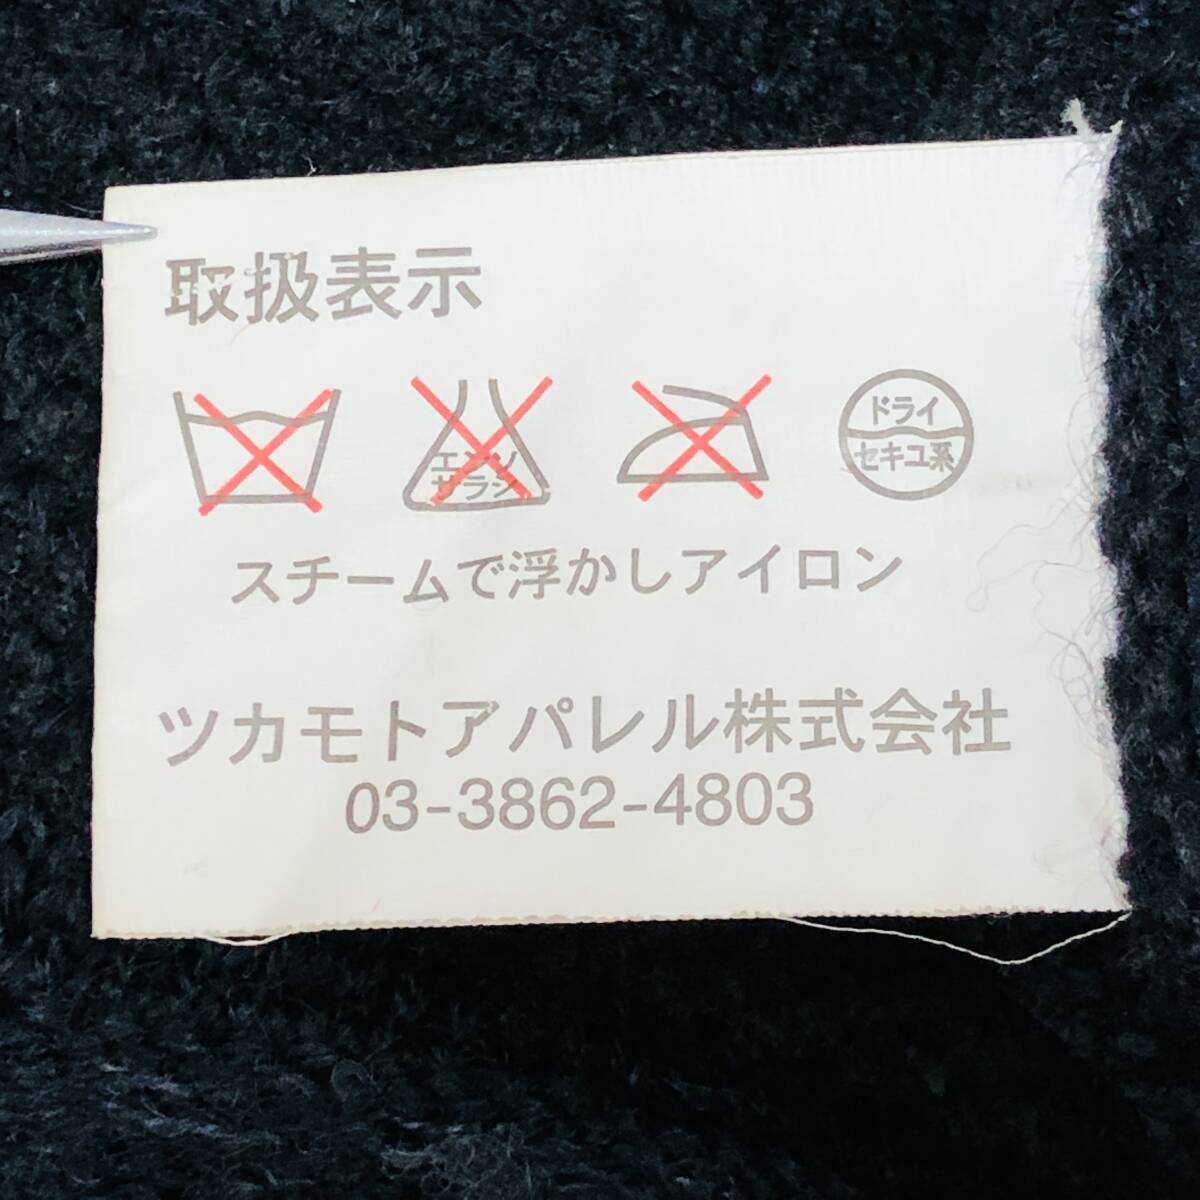 取扱表示
エンソ
サラシ
ドライ
セキユ系
スチームで浮かしアイロン
ツカモトアパレル株式会社
03-3862-4803